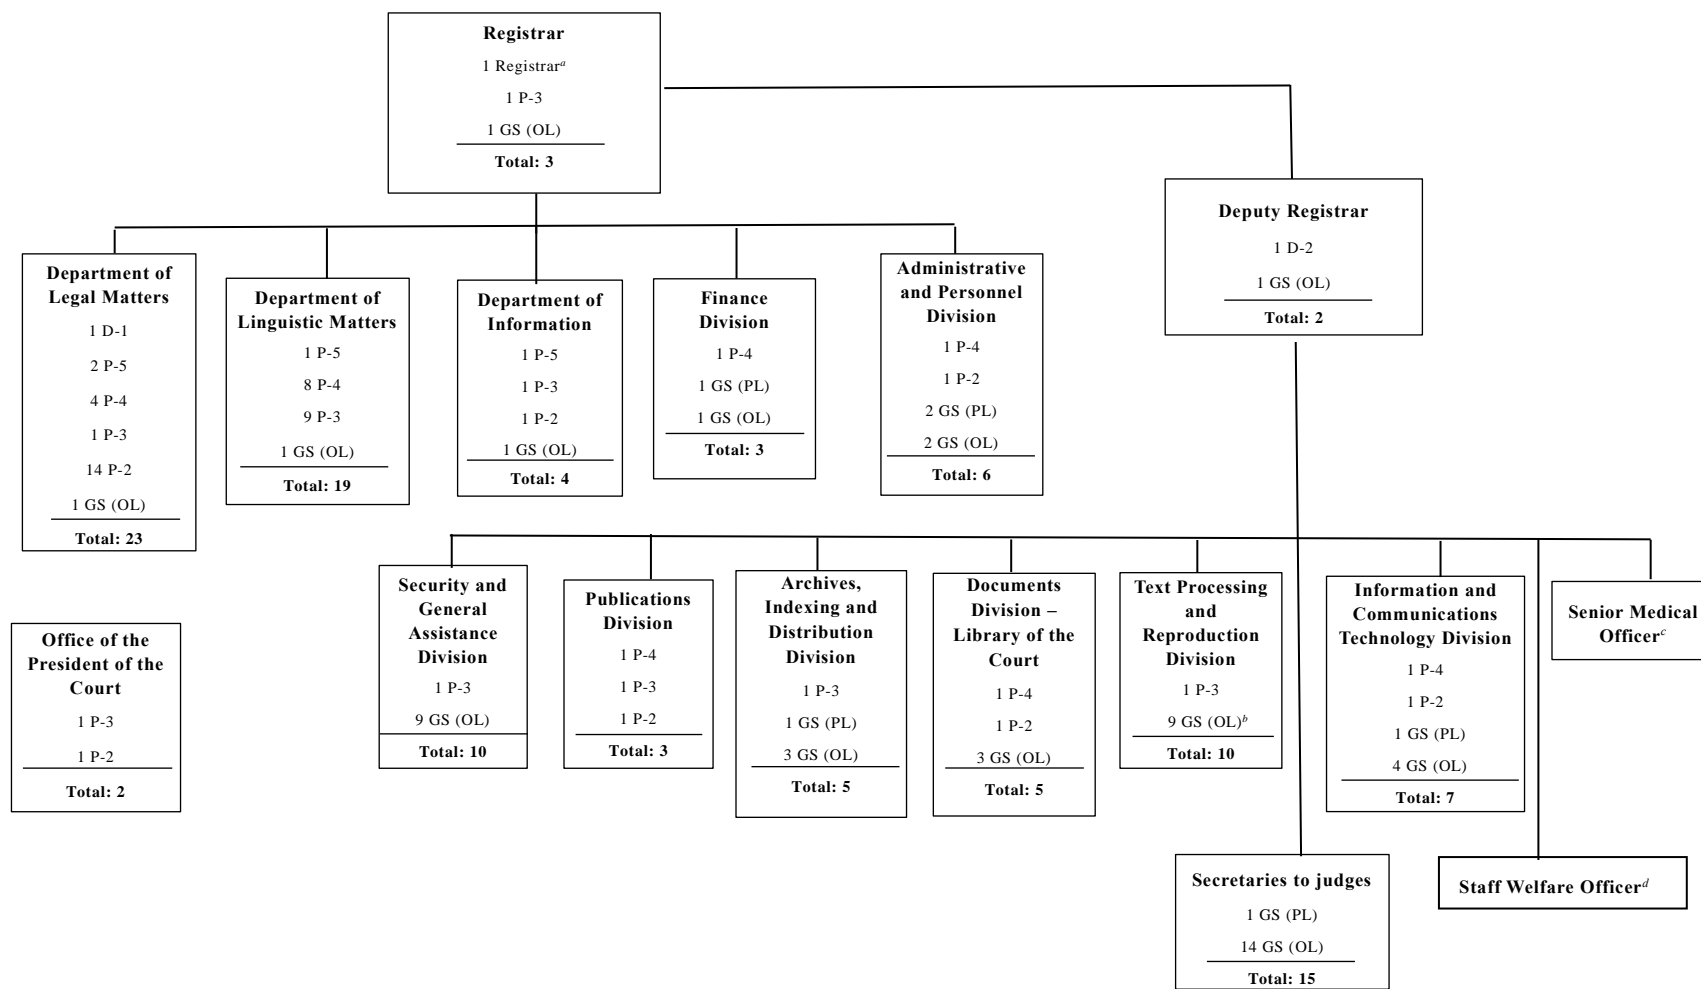 Registrar
1 Registrarᵃ
1 P-3
1 GS (OL)
Total: 3
Deputy Registrar
1 D-2
1 GS (OL)
Total: 2
Department of
Legal Matters
1 D-1
2 P-5
4 P-4
1 P-3
14 P-2
1 GS (OL)
Total: 23
Department of
Linguistic Matters
1 P-5
8 P-4
9 P-3
1 GS (OL)
Total: 19
Department of
Information
1 P-5
1 P-3
1 P-2
1 GS (OL)
Total: 4
Finance
Division
1 P-4
1 GS (PL)
1 GS (OL)
Total: 3
Administrative
and Personnel
Division
1 P-4
1 P-2
2 GS (PL)
2 GS (OL)
Total: 6
Office of the
President of the
Court
1 P-3
1 P-2
Total: 2
Security and
General
Assistance
Division
1 P-3
9 GS (OL)
Total: 10
Publications
Division
1 P-4
1 P-3
1 P-2
Total: 3
Archives,
Indexing and
Distribution
Division
1 P-3
1 GS (PL)
3 GS (OL)
Total: 5
Documents
Division –
Library of the
Court
1 P-4
1 P-2
3 GS (OL)
Total: 5
Text Processing
and
Reproduction
Division
1 P-3
9 GS (OL)ᵇ
Total: 10
Information and
Communications
Technology Division
1 P-4
1 P-2
1 GS (PL)
4 GS (OL)
Total: 7
Senior Medical
Officerᶜ
Secretaries to judges
1 GS (PL)
14 GS (OL)
Total: 15
Staff Welfare Officerᵈ